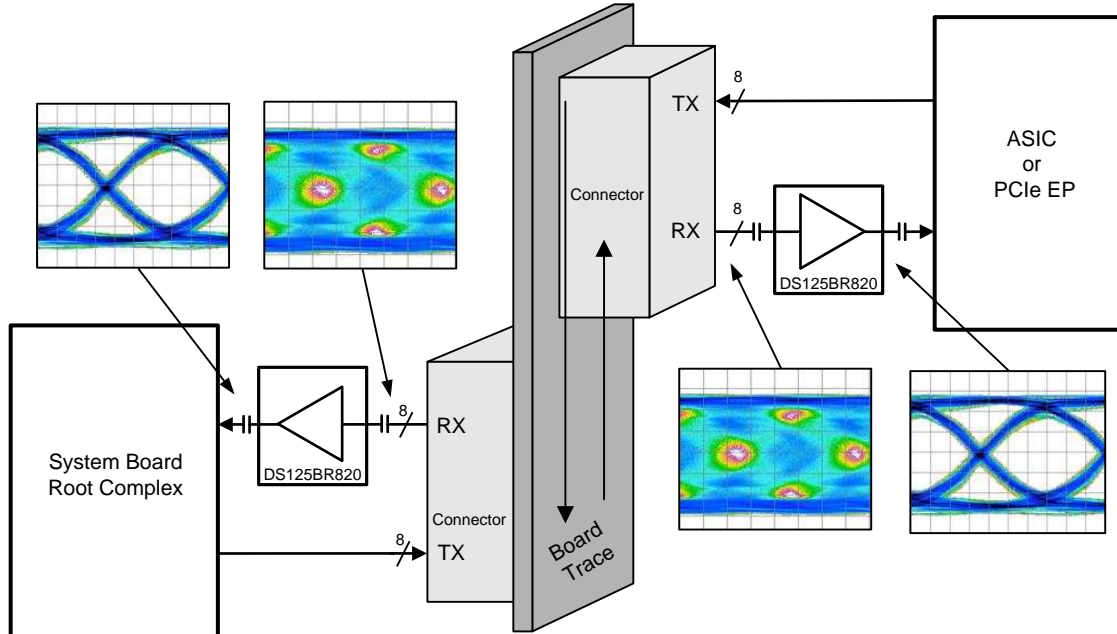 8
TX
ASIC
or
PCIe EP
Connector
8
RX
DS125BR820
8
RX
DS125BR820
System Board
Root Complex
Connector
8
TX
Board
Trace